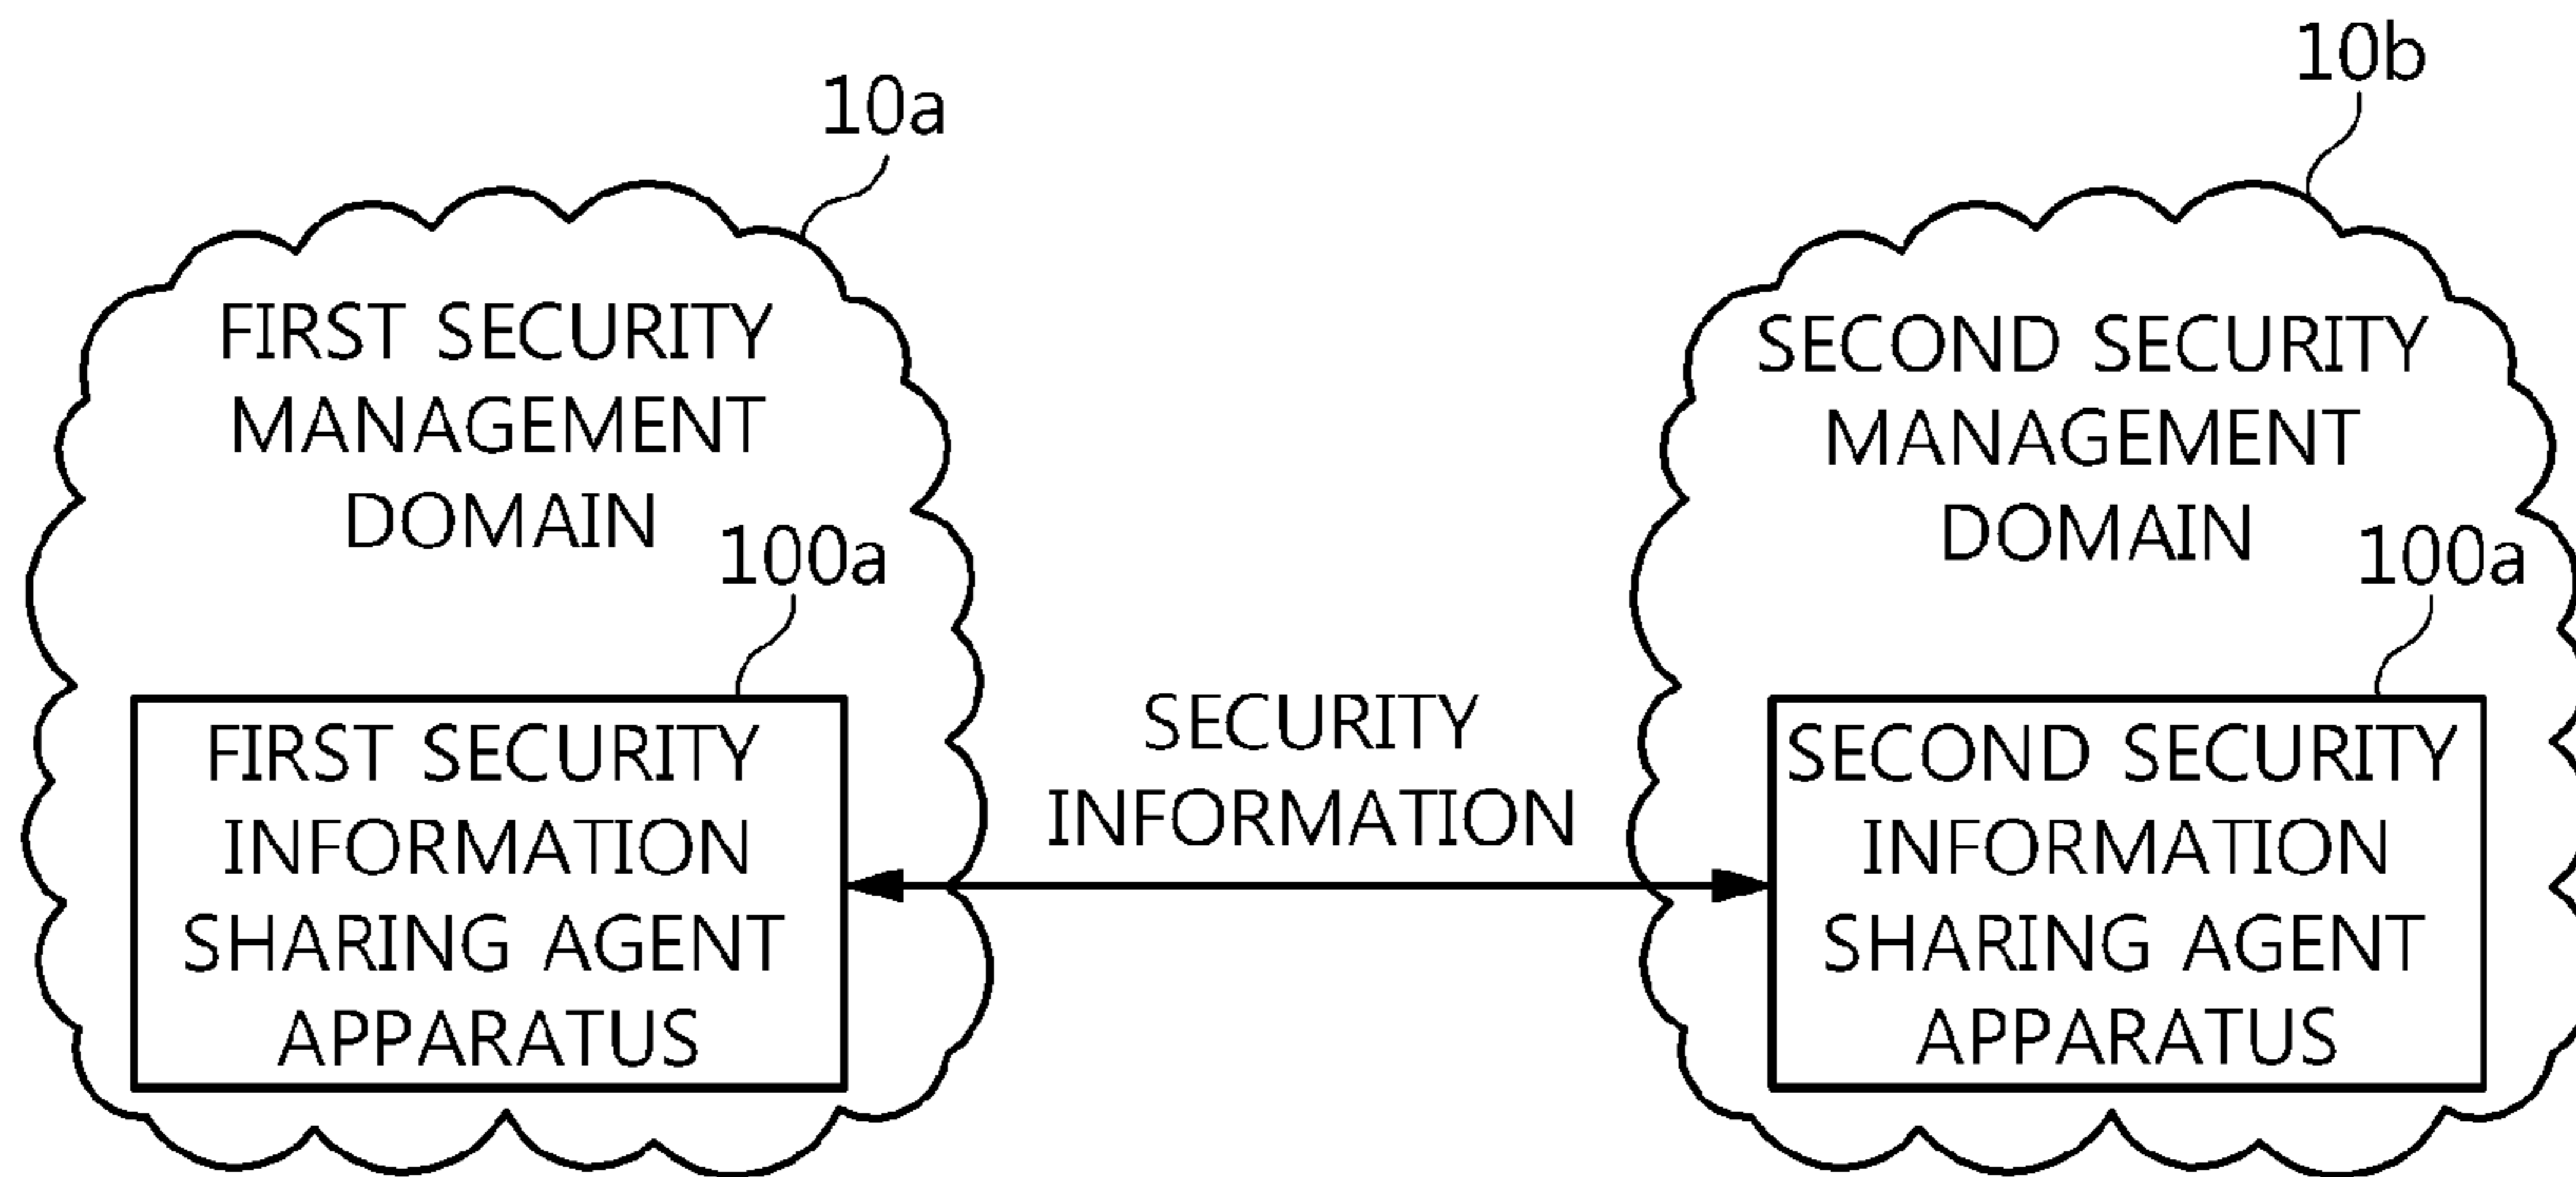 10a
FIRST SECURITY
MANAGEMENT
DOMAIN
100a
FIRST SECURITY
INFORMATION
SHARING AGENT
APPARATUS
SECURITY
INFORMATION
10b
SECOND SECURITY
MANAGEMENT
DOMAIN
100a
SECOND SECURITY
INFORMATION
SHARING AGENT
APPARATUS